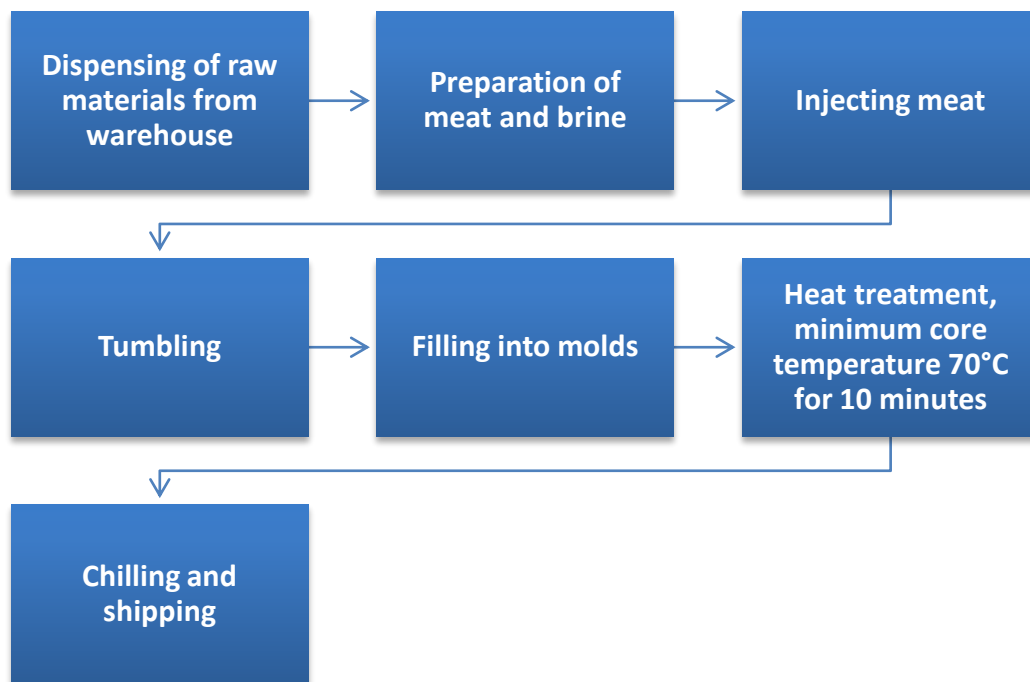 Dispensing of raw
materials from
warehouse
Preparation of
meat and brine
Injecting meat
Tumbling
Filling into molds
Heat treatment,
minimum core
temperature 70°C
for 10 minutes
Chilling and
shipping